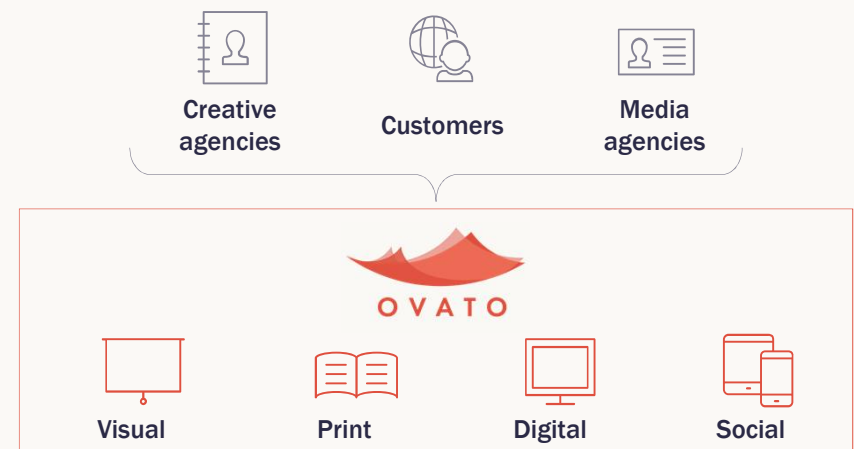 Creative
agencies
Customers
Media
agencies
OVATO
Visual
Print
Digital
Social